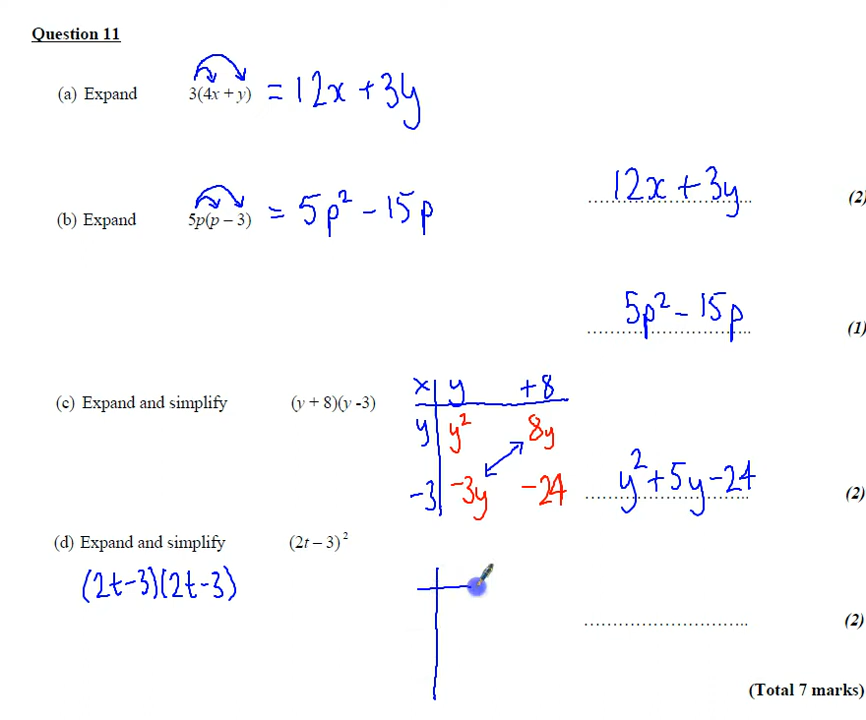 Question 11
(a) Expand 3(4x + y) = 12x + 3y
12x + 3y (2)
(b) Expand 5p(p – 3) = 5p² – 15p
5p² – 15p (1)
(c) Expand and simplify (y + 8)(y -3)
x y +8
y y² 8y
-3 -3y -24
y² + 5y - 24 (2)
(d) Expand and simplify (2t – 3)²
(2t-3)(2t-3)
(2)
(Total 7 marks)